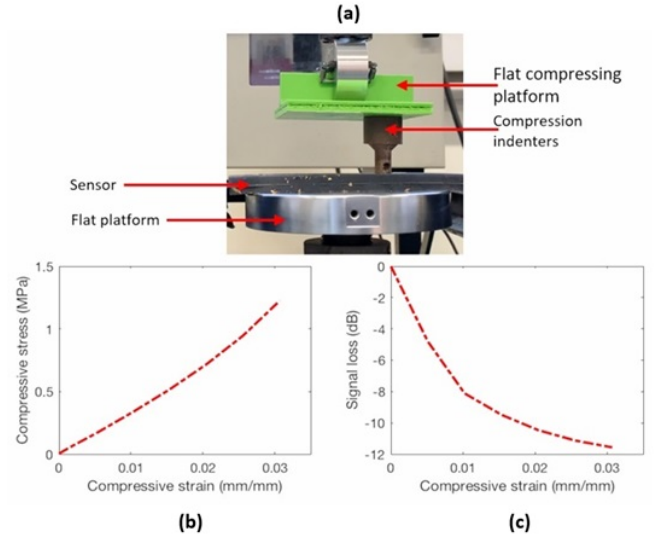 (a)
Flat compressing
platform
Compression
indenters
Sensor
Flat platform
1.5
1
0.5
0
Compressive stress (MPa)
0
0.01
0.02
0.03
Compressive strain (mm/mm)
(b)
0
-2
-4
-6
-8
-10
-12
Signal loss (dB)
0
0.01
0.02
0.03
Compressive strain (mm/mm)
(c)